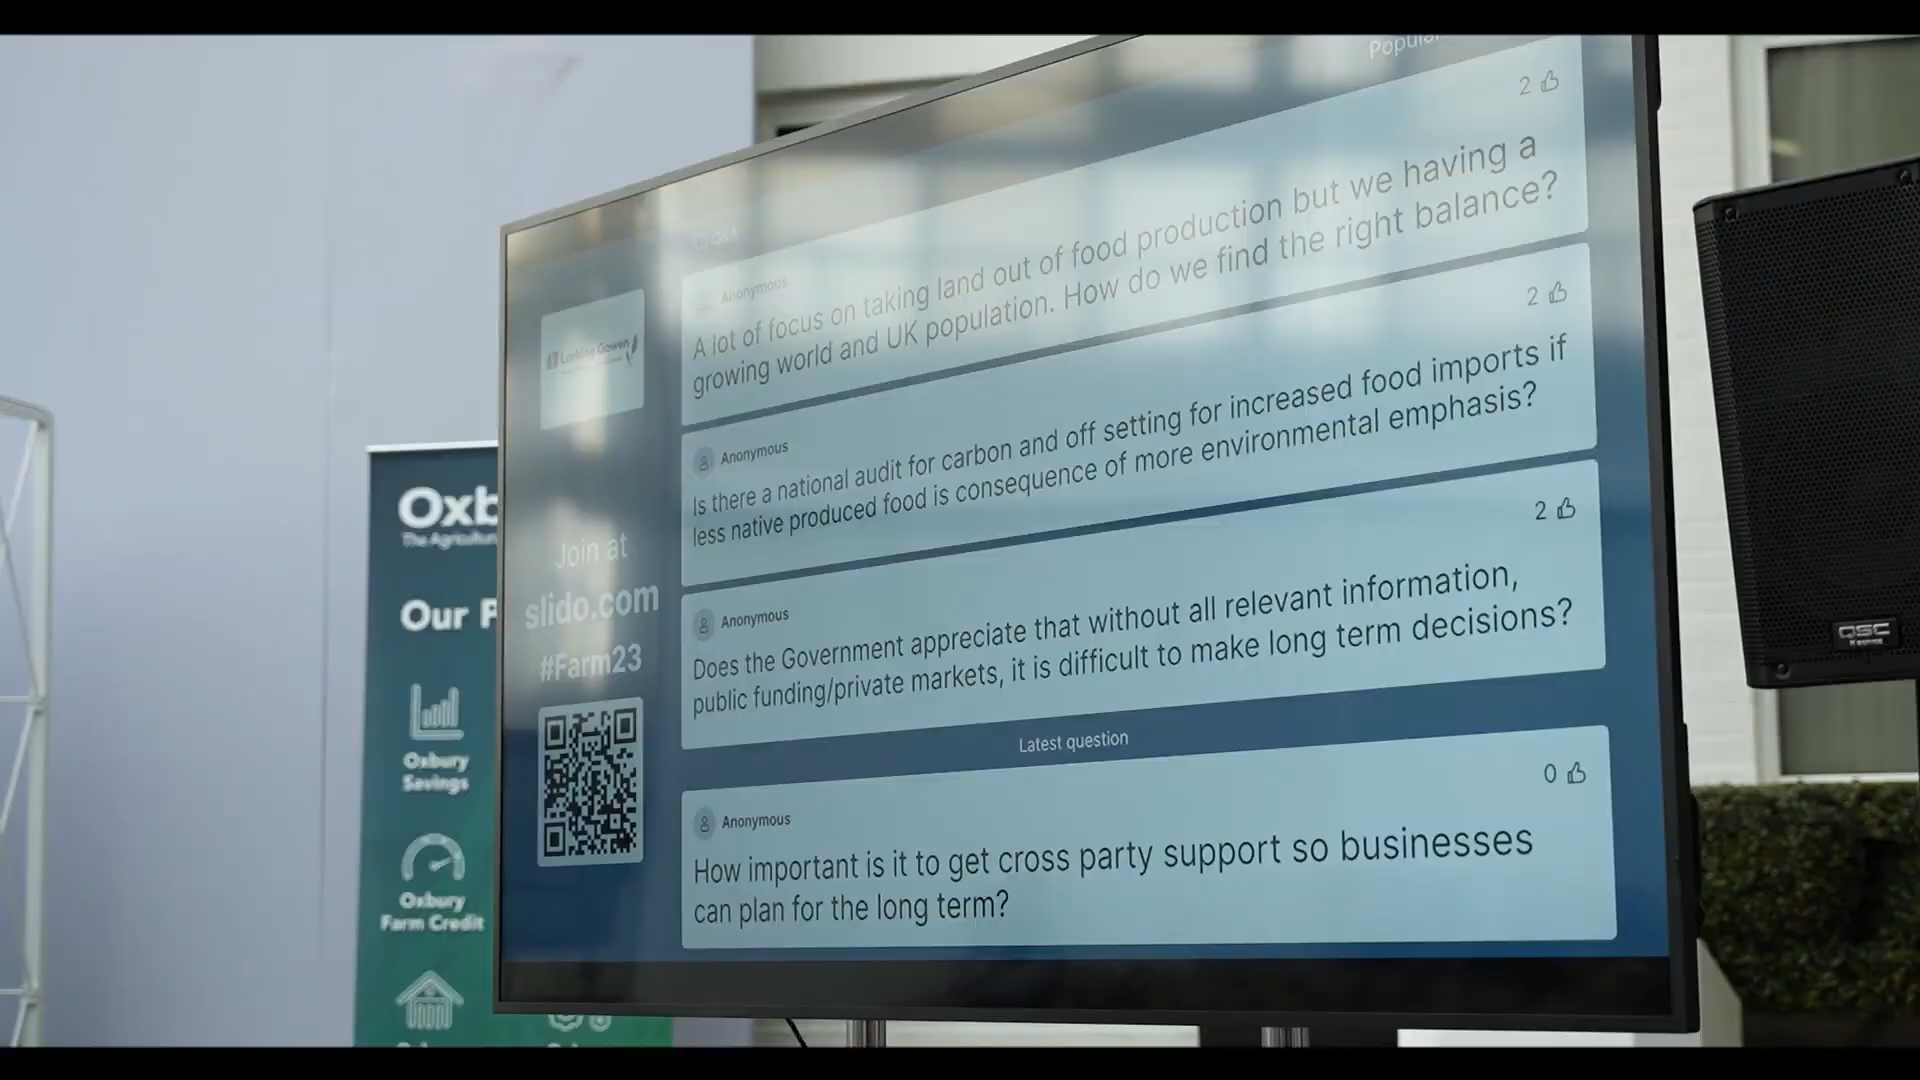 Popular
2
Anonymous
A lot of focus on taking land out of food production but we having a
growing world and UK population. How do we find the right balance?
2
Anonymous
Is there a national audit for carbon and off setting for increased food imports if
less native produced food is consequence of more environmental emphasis?
2
Anonymous
Does the Government appreciate that without all relevant information,
public funding/private markets, it is difficult to make long term decisions?
Latest question
0
Anonymous
How important is it to get cross party support so businesses
can plan for the long term?
Join at
slido.com
#Farm23
Oxb
The Agricultur
Our P
Oxbury
Savings
Oxbury
Farm Credit
QSC